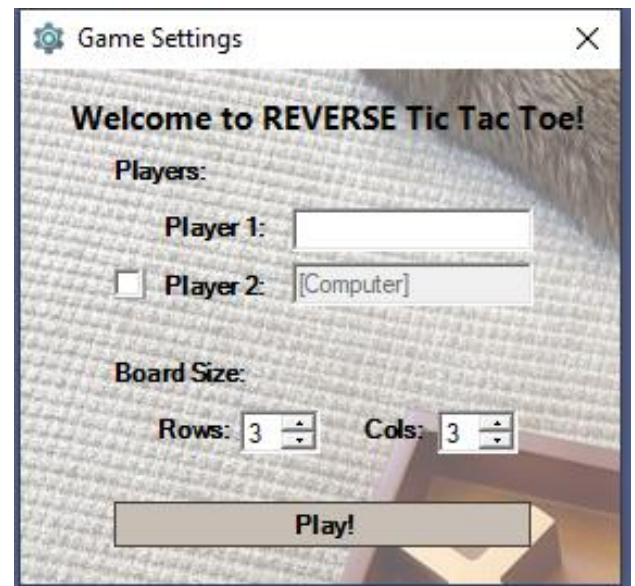 Game Settings
Welcome to REVERSE Tic Tac Toe!
Players:
Player 1:
Player 2: [Computer]
Board Size:
Rows: 3 Cols: 3
Play!